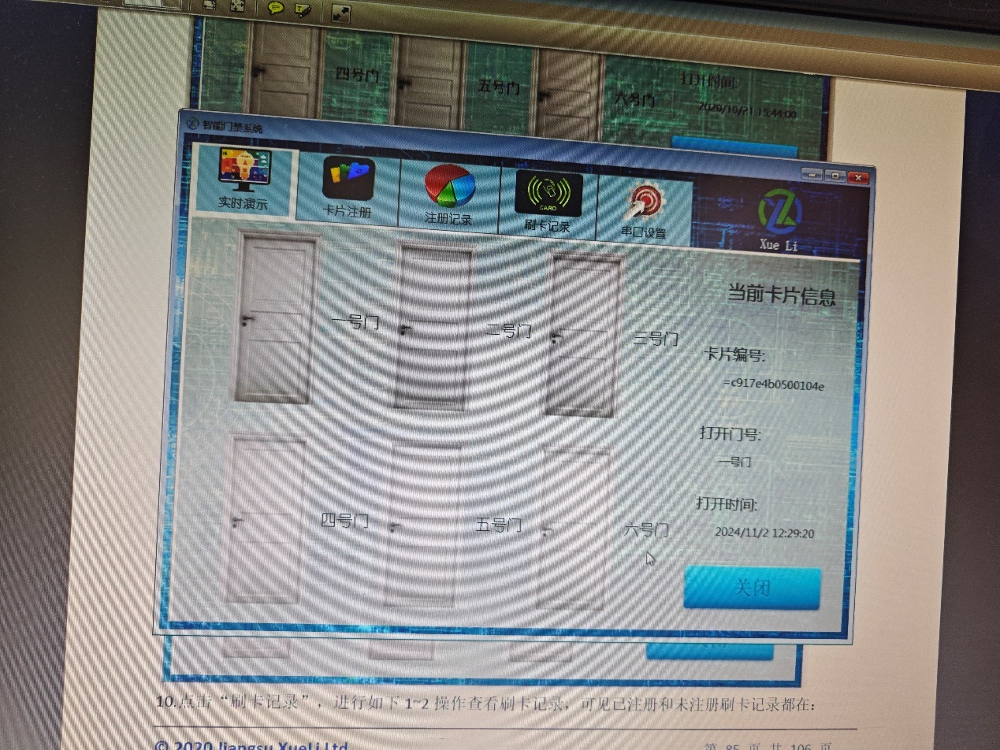 四号门
五号门
六号门
打开时间:
2020/10/21 15:44:00
智能门禁系统
实时演示
卡片注册
注册记录
CARD
刷卡记录
串口设置
Xue Li
当前卡片信息
一号门
二号门
三号门
卡片编号:
=c917e4b0500104e
打开门号:
一号门
打开时间:
2024/11/2 12:29:20
四号门
五号门
六号门
关闭
10.点击“刷卡记录”，进行如下 1~2 操作查看刷卡记录，可见已注册和未注册刷卡记录都在：
© 2020 Jiangsu XueLi Ltd
第 85 页 共 106 页